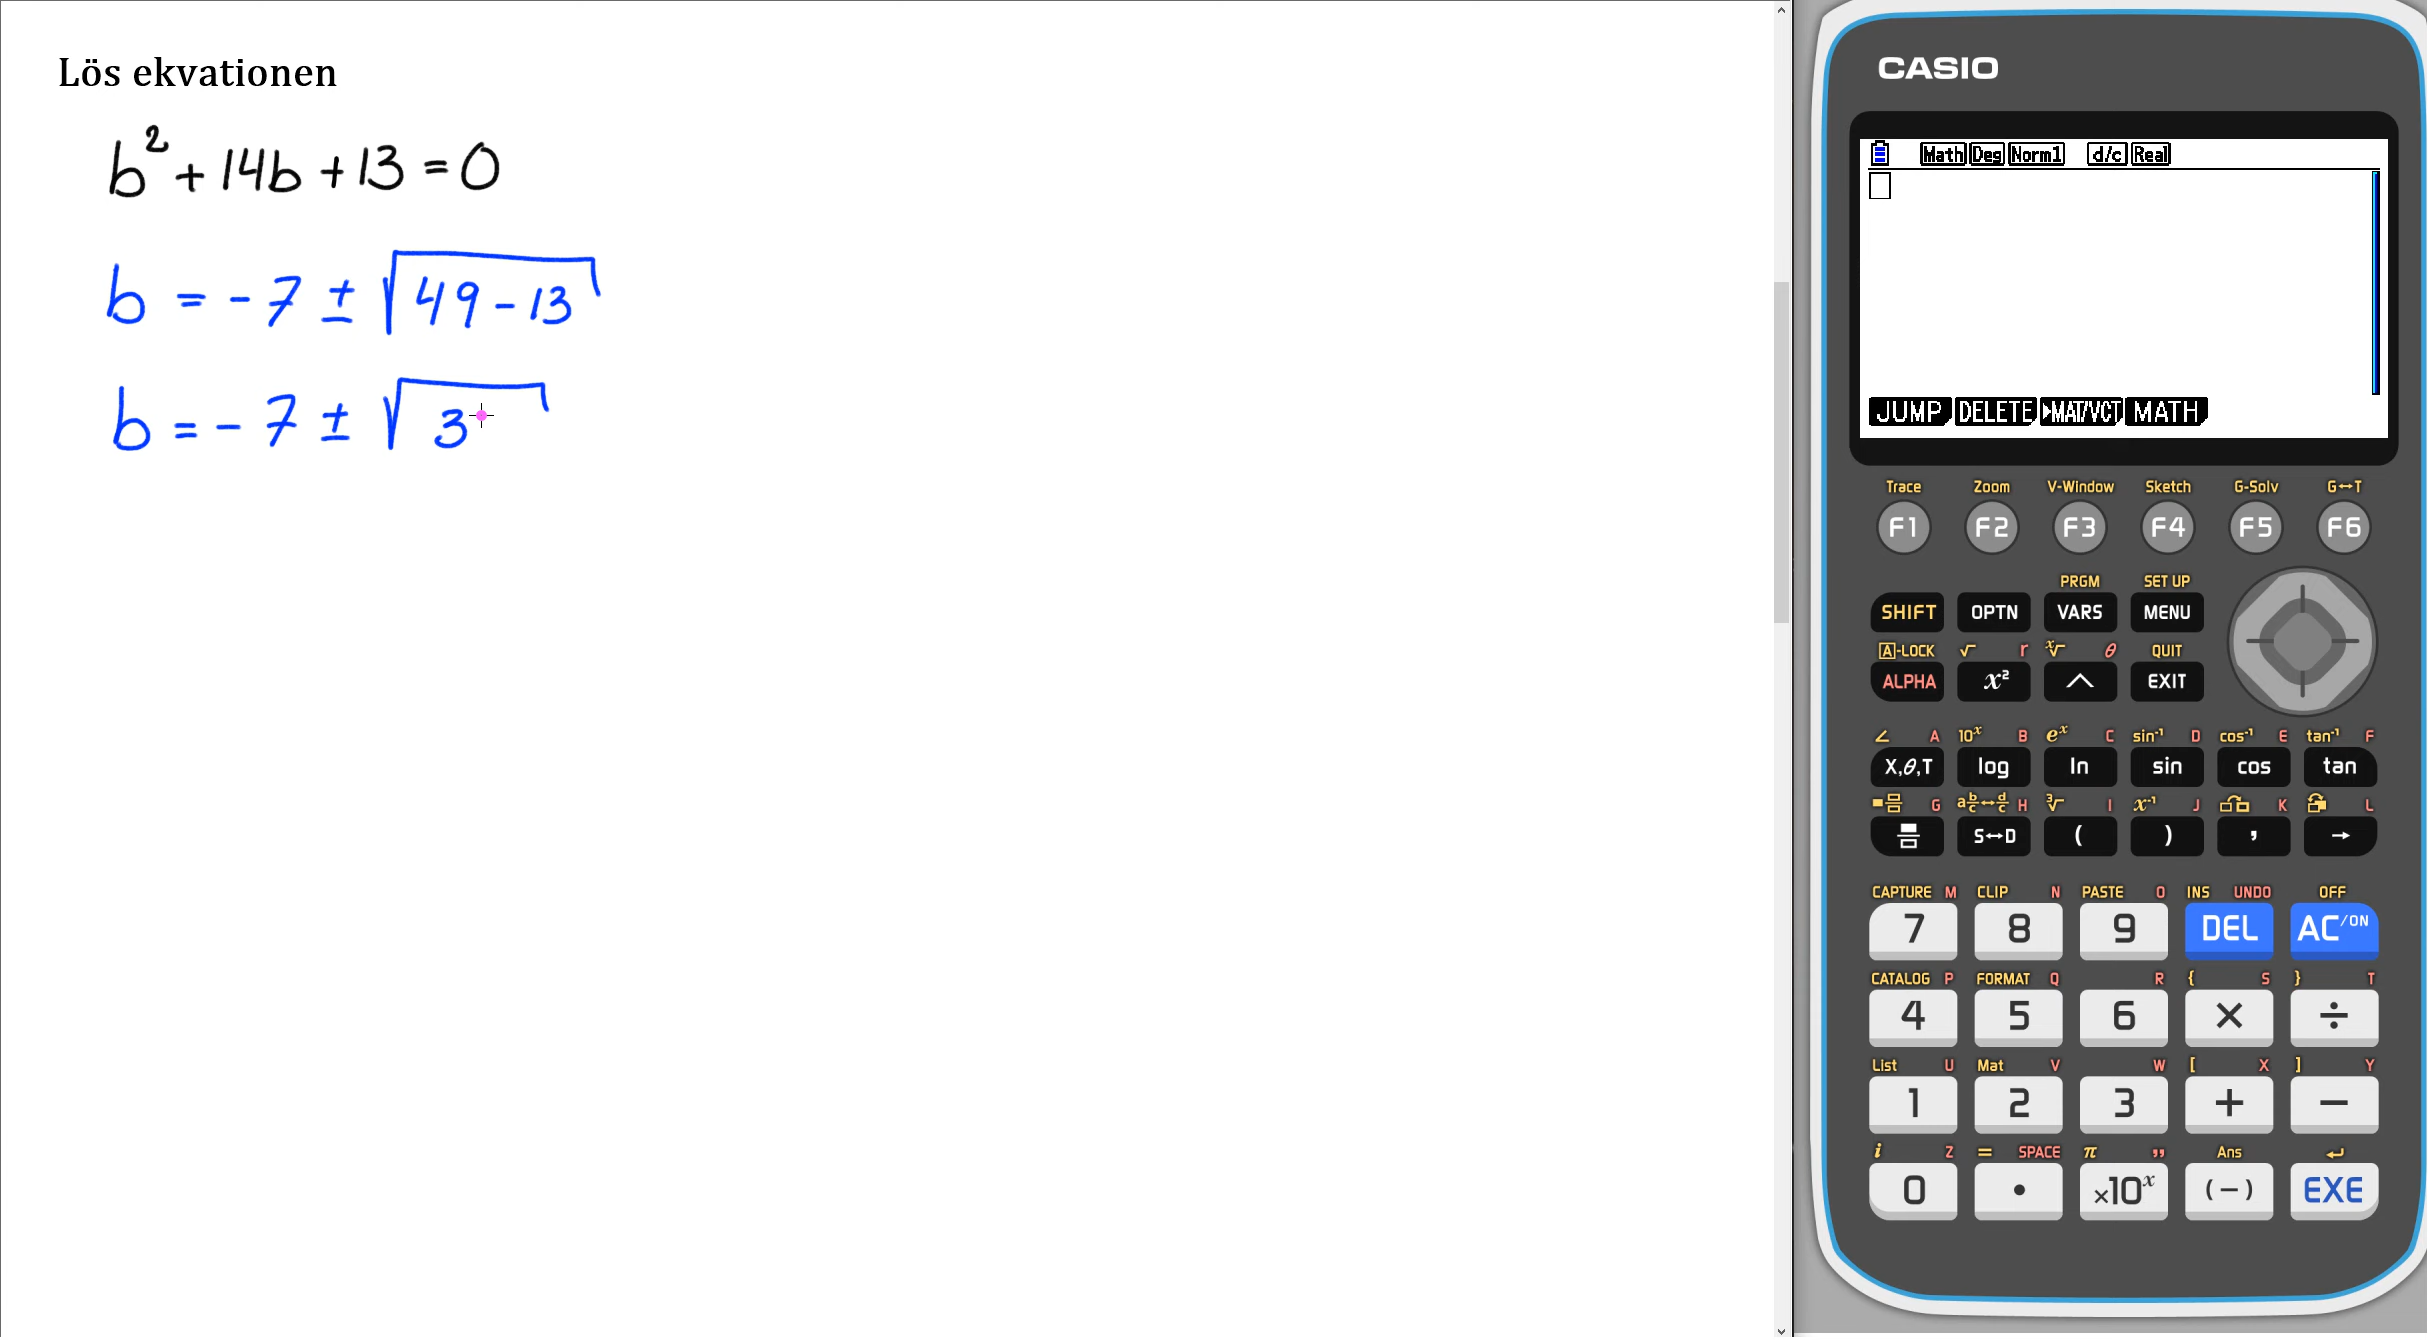 Lös ekvationen
b² + 14b + 13 = 0
b = - 7 ± √49 - 13
b = - 7 ± √3
CASIO
Math Deg Norm1 d/c Real
JUMP DELETE ▶MAT/VCT MATH
Trace Zoom V-Window Sketch G-Solv G↔T
F1 F2 F3 F4 F5 F6
PRGM SET UP
SHIFT OPTN VARS MENU
A-LOCK √ r ˣ√ θ QUIT
ALPHA x² ^ EXIT
∠ A 10ˣ B eˣ C sin⁻¹ D cos⁻¹ E tan⁻¹ F
X,θ,T log ln sin cos tan
G a b/c↔d/c H ³√ I x⁻¹ J K L
S↔D ( ) , →
CAPTURE M CLIP N PASTE O INS UNDO OFF
7 8 9 DEL AC/ON
CATALOG P FORMAT Q R { S } T
4 5 6 × ÷
List U Mat V W [ X ] Y
1 2 3 + −
i Z = SPACE π " Ans ↵
0 • ×10ˣ (−) EXE